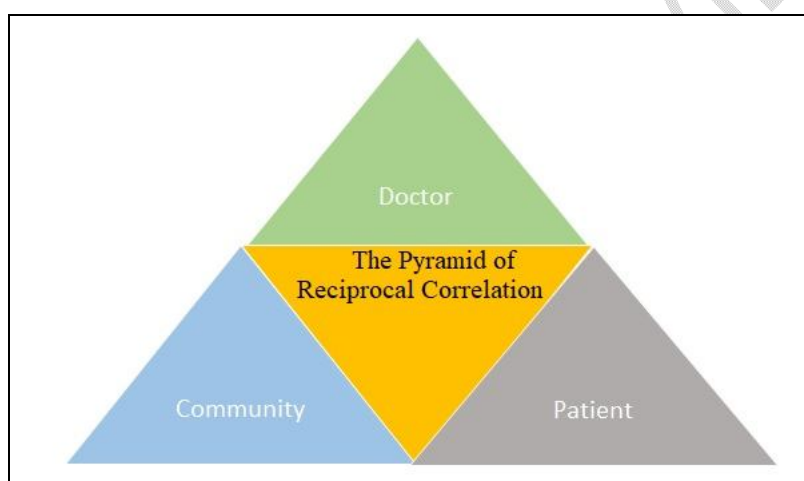 Doctor
The Pyramid of
Reciprocal Correlation
Community
Patient